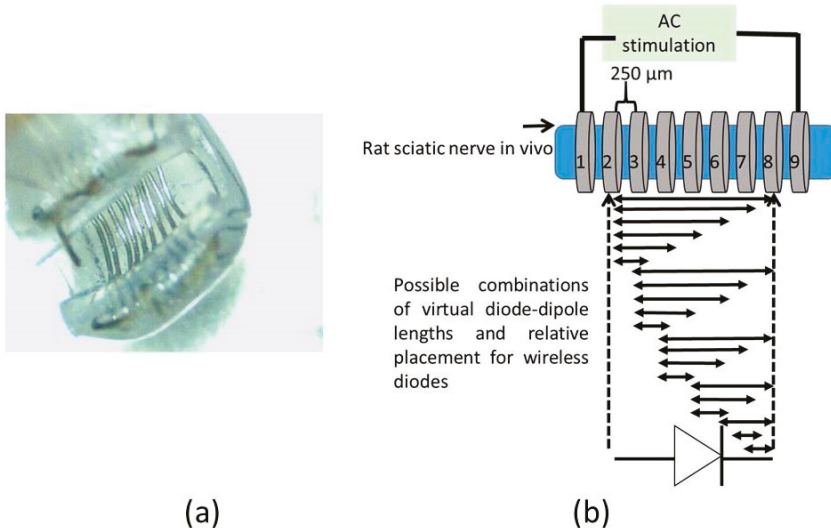 AC
stimulation
250 μm
Rat sciatic nerve in vivo
1 2 3 4 5 6 7 8 9
Possible combinations
of virtual diode-dipole
lengths and relative
placement for wireless
diodes
(a)
(b)